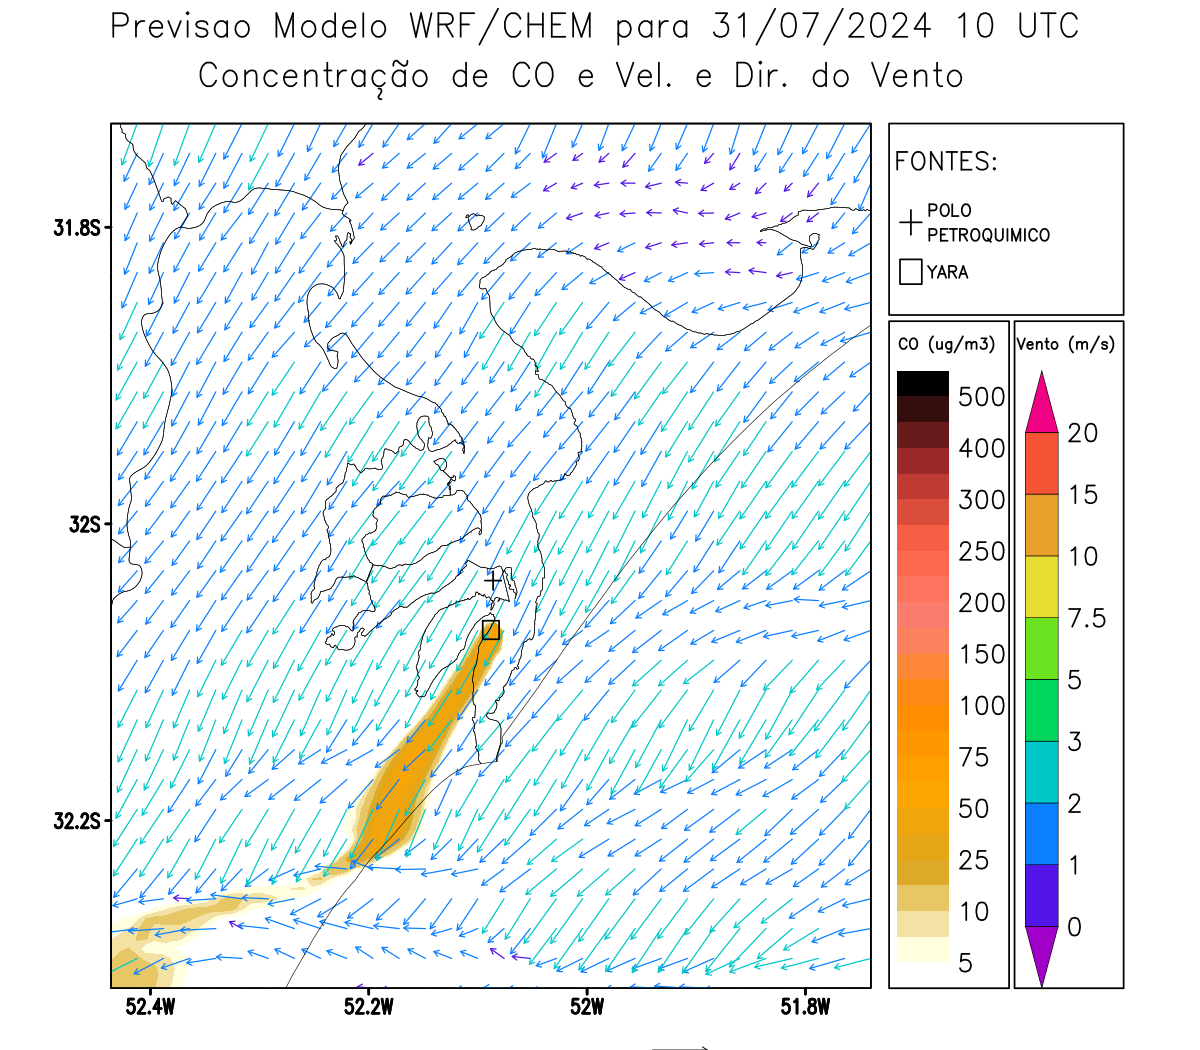 Previsao Modelo WRF/CHEM para 31/07/2024 10 UTC
Concentração de CO e Vel. e Dir. do Vento
FONTES:
POLO
PETROQUIMICO
YARA
CO (ug/m3)
500
400
300
250
200
150
100
75
50
25
10
5
Vento (m/s)
20
15
10
7.5
5
3
2
1
0
31.8S
32S
32.2S
52.4W
52.2W
52W
51.8W